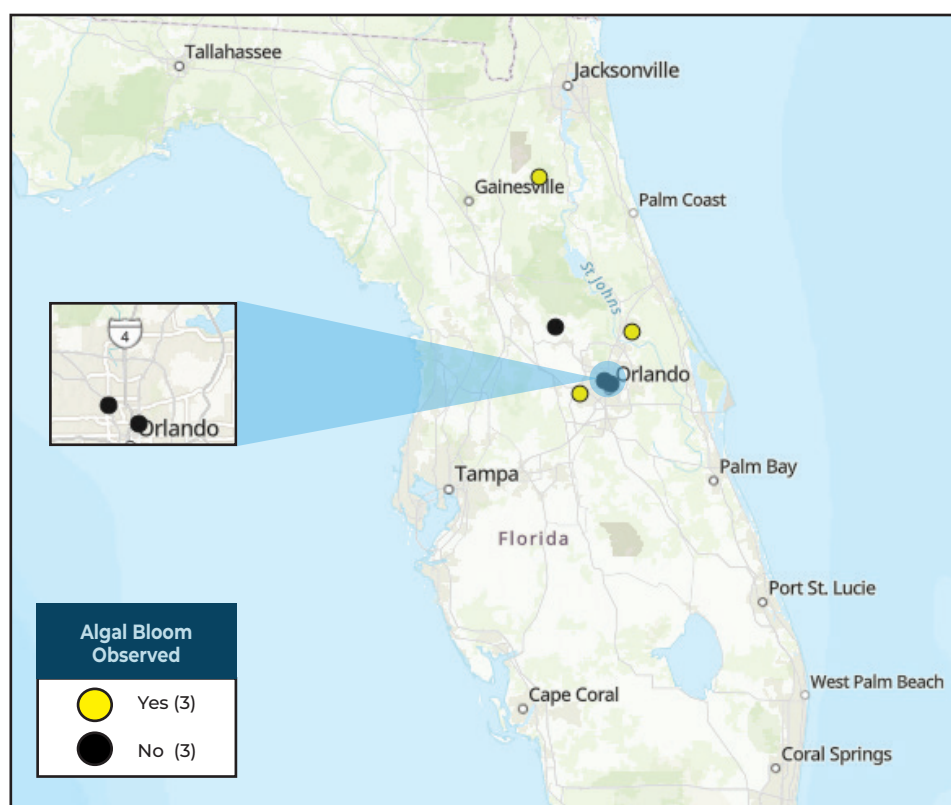 Tallahassee
Jacksonville
Gainesville
Palm Coast
St Johns
4
Orlando
Orlando
Tampa
Palm Bay
Florida
Port St. Lucie
Algal Bloom
Observed
Yes (3)
No (3)
Cape Coral
West Palm Beach
Coral Springs